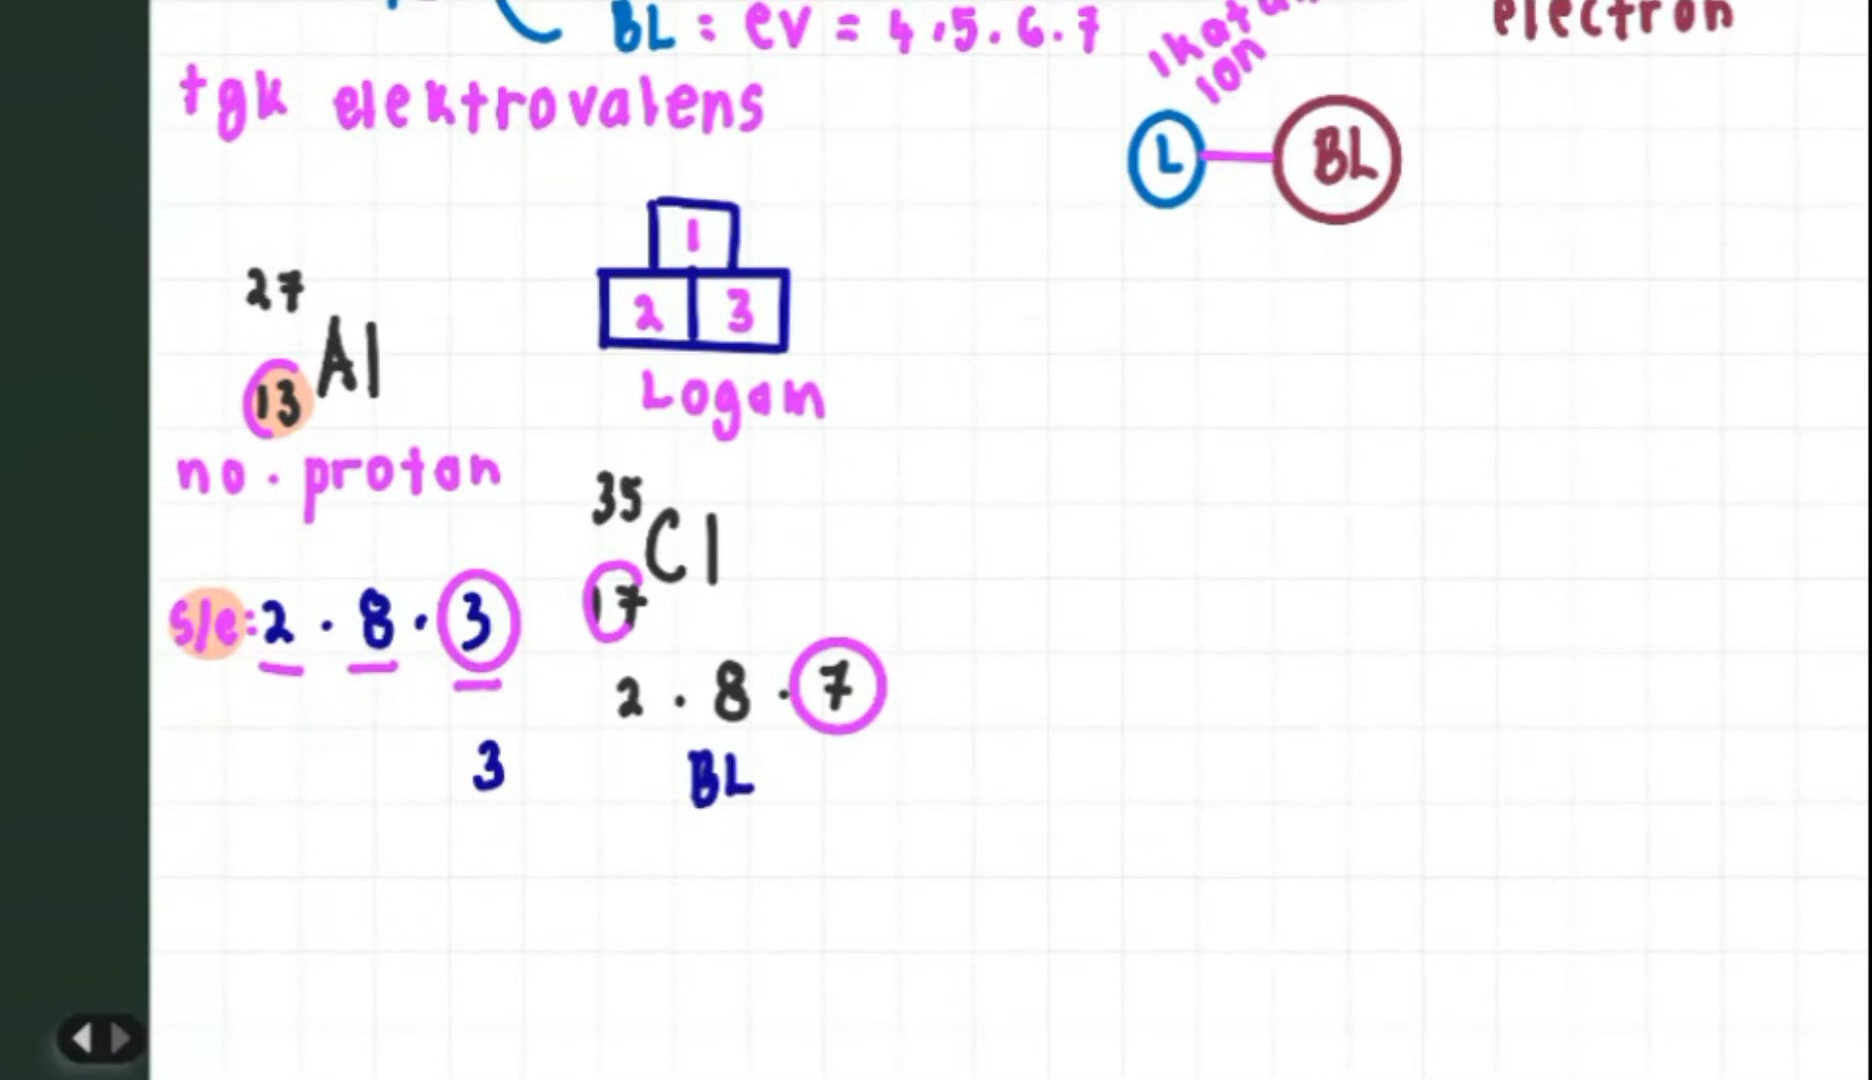 BL : ev = 4.5.6.7
ikatan
ion
electron
tgk elektrovalens
L
BL
1
2 3
Logam
27
Al
13
no. proton
35
Cl
17
s/e: 2 . 8 . 3
2 . 8 . 7
3
BL